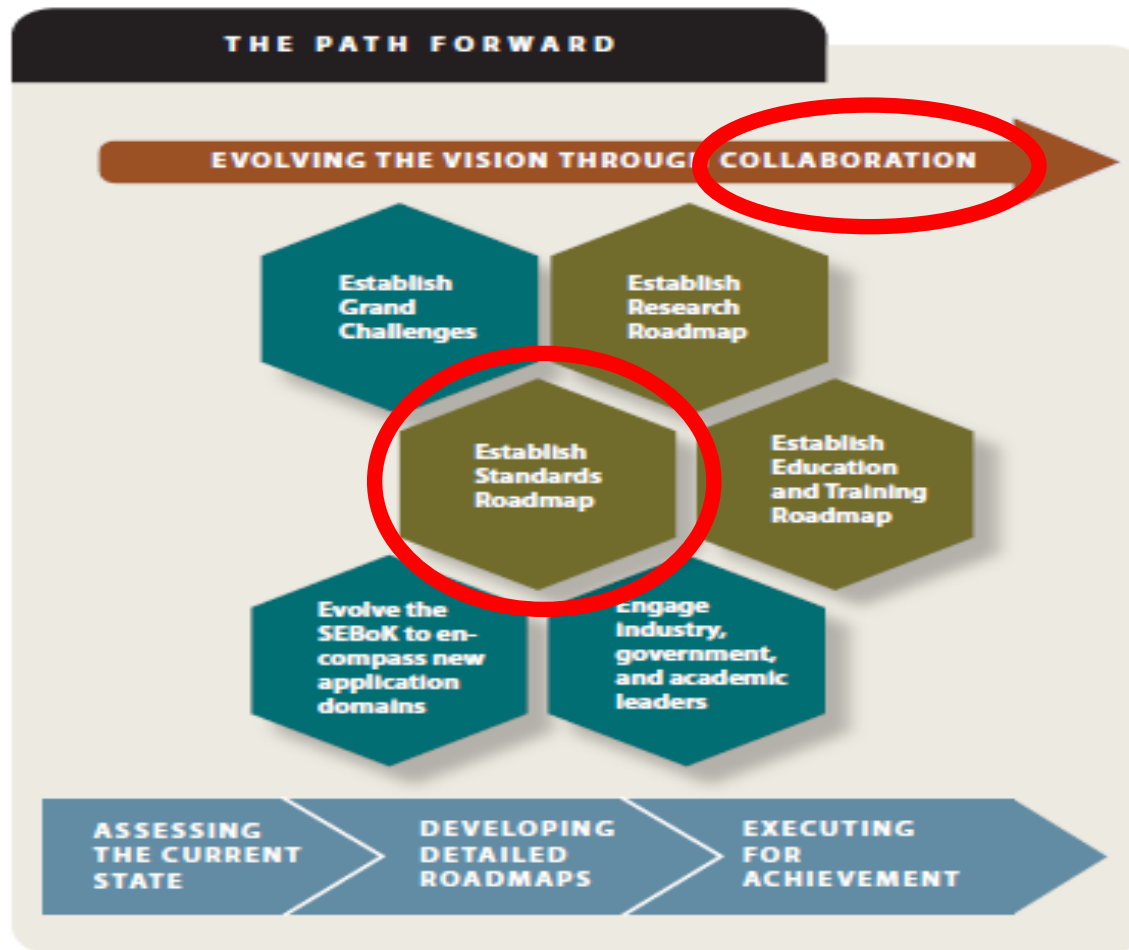 THE PATH FORWARD
EVOLVING THE VISION THROUGH COLLABORATION
Establish
Grand
Challenges
Establish
Research
Roadmap
Establish
Standards
Roadmap
Establish
Education
and Training
Roadmap
Evolve the
SEBoK to en-
compass new
application
domains
Engage
industry,
government,
and academic
leaders
ASSESSING
THE CURRENT
STATE
DEVELOPING
DETAILED
ROADMAPS
EXECUTING
FOR
ACHIEVEMENT